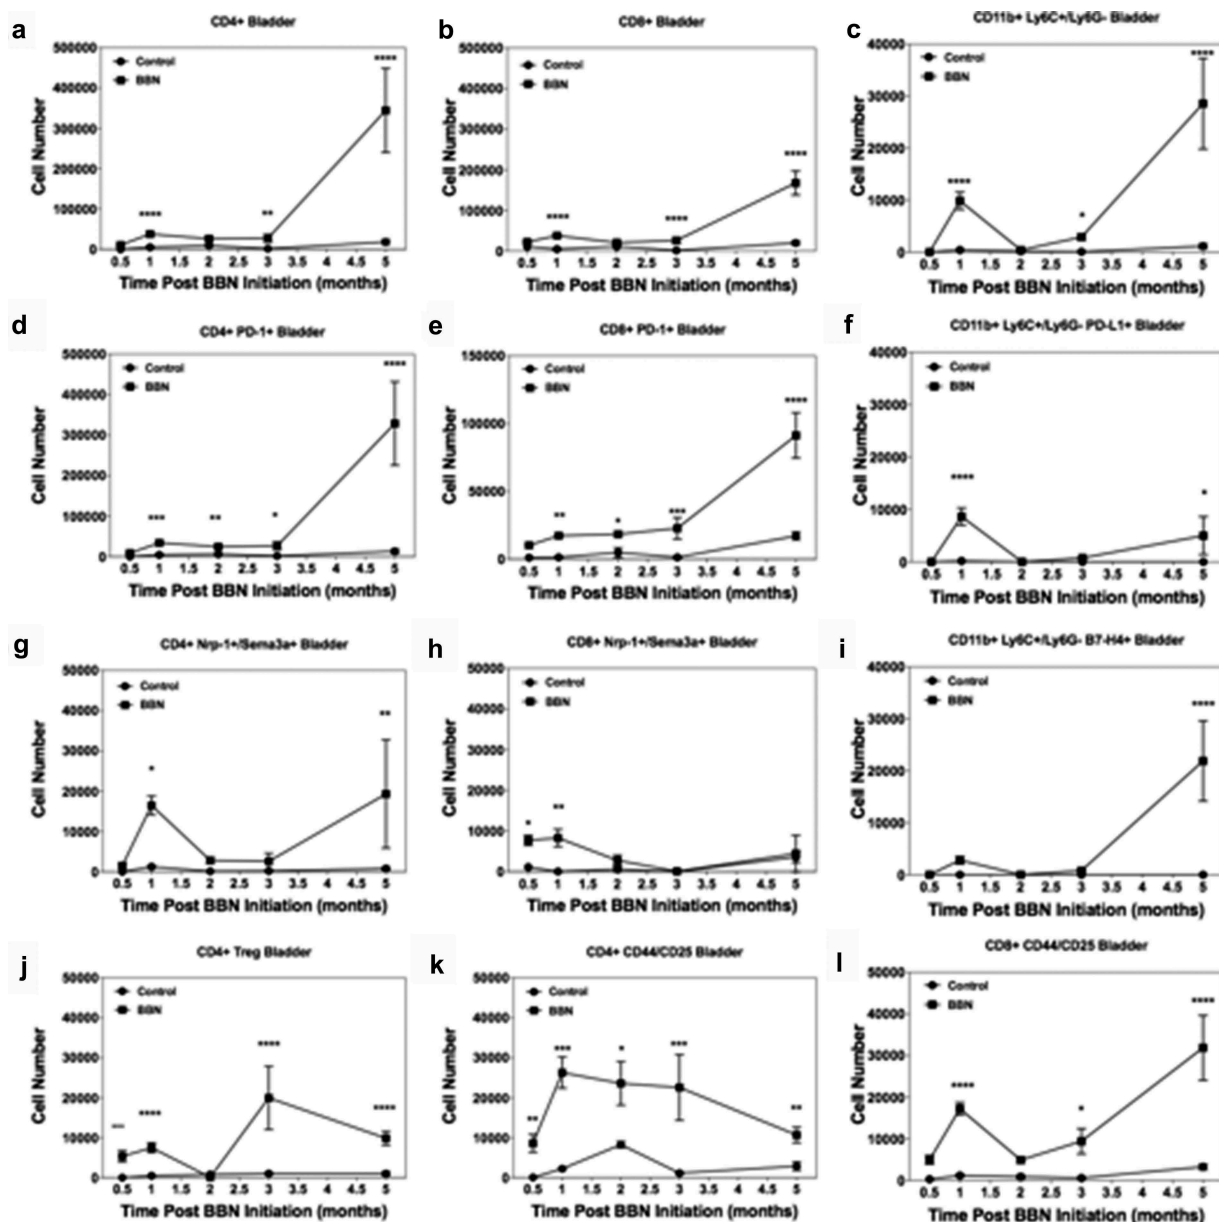 a
CD4+ Bladder
500000
400000
300000
200000
100000
0
Cell Number
Control
BBN
****
**
****
0.5 1 1.5 2 2.5 3 3.5 4.5 5
Time Post BBN Initiation (months)
b
CD8+ Bladder
500000
400000
300000
200000
100000
0
Cell Number
Control
BBN
****
****
****
0.5 1 1.5 2 2.5 3 3.5 4.5 5
Time Post BBN Initiation (months)
c
CD11b+ Ly6C+/Ly6G- Bladder
40000
30000
20000
10000
0
Cell Number
Control
BBN
****
*
****
0.5 1 1.5 2 2.5 3 3.5 4.5 5
Time Post BBN Initiation (months)
d
CD4+ PD-1+ Bladder
500000
400000
300000
200000
100000
0
Cell Number
Control
BBN
***
**
*
****
0.5 1 1.5 2 2.5 3 3.5 4.5 5
Time Post BBN Initiation (months)
e
CD8+ PD-1+ Bladder
150000
100000
50000
0
Cell Number
Control
BBN
**
*
***
****
0.5 1 1.5 2 2.5 3 3.5 4.5 5
Time Post BBN Initiation (months)
f
CD11b+ Ly6C+/Ly6G- PD-L1+ Bladder
40000
30000
20000
10000
0
Cell Number
Control
BBN
****
*
0.5 1 1.5 2 2.5 3 3.5 4.5 5
Time Post BBN Initiation (months)
g
CD4+ Nrp-1+/Sema3a+ Bladder
50000
40000
30000
20000
10000
0
Cell Number
Control
BBN
*
**
0.5 1 1.5 2 2.5 3 3.5 4.5 5
Time Post BBN Initiation (months)
h
CD8+ Nrp-1+/Sema3a+ Bladder
50000
40000
30000
20000
10000
0
Cell Number
Control
BBN
*
**
0.5 1 1.5 2 2.5 3 3.5 4.5 5
Time Post BBN Initiation (months)
i
CD11b+ Ly6C+/Ly6G- B7-H4+ Bladder
40000
30000
20000
10000
0
Cell Number
Control
BBN
****
0.5 1 1.5 2 2.5 3 3.5 4.5 5
Time Post BBN Initiation (months)
j
CD4+ Treg Bladder
50000
40000
30000
20000
10000
0
Cell Number
Control
BBN
****
****
****
0.5 1 1.5 2 2.5 3 3.5 4.5 5
Time Post BBN Initiation (months)
k
CD4+ CD44/CD25 Bladder
50000
40000
30000
20000
10000
0
Cell Number
Control
BBN
**
***
*
***
**
0.5 1 1.5 2 2.5 3 3.5 4.5 5
Time Post BBN Initiation (months)
l
CD8+ CD44/CD25 Bladder
50000
40000
30000
20000
10000
0
Cell Number
Control
BBN
****
*
****
0.5 1 1.5 2 2.5 3 3.5 4.5 5
Time Post BBN Initiation (months)